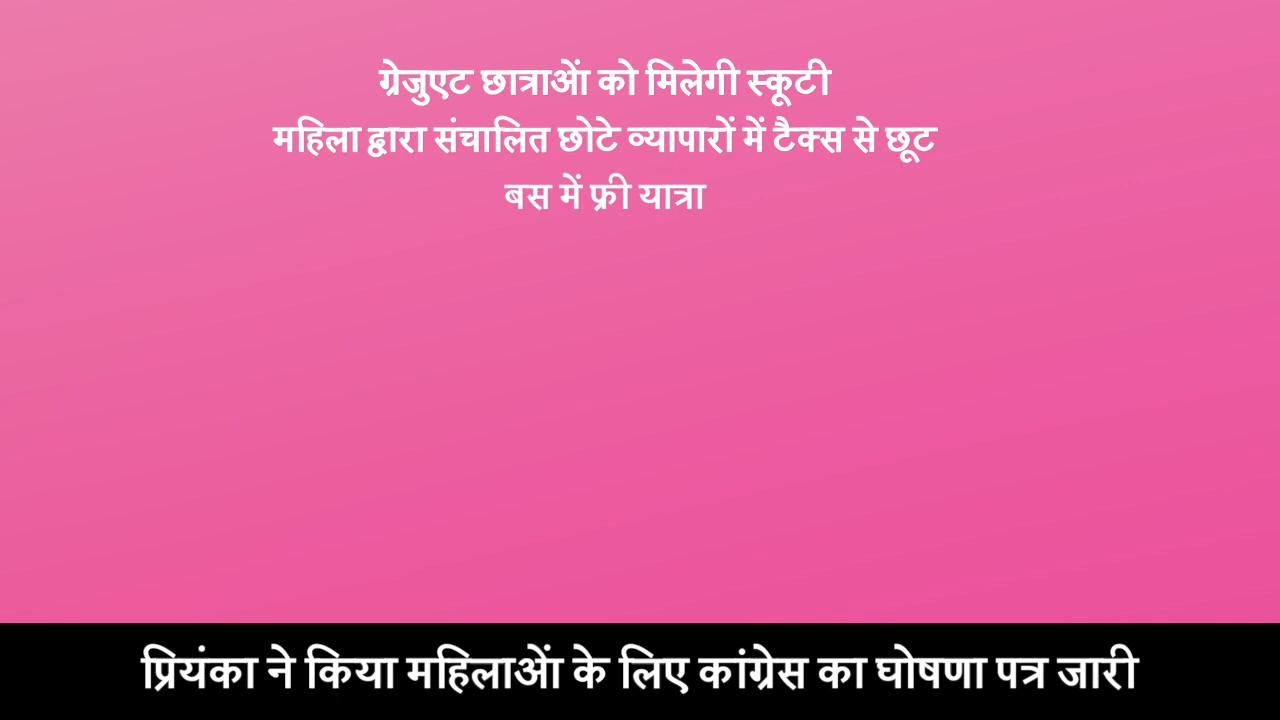 ग्रेजुएट छात्राओं को मिलेगी स्कूटी
महिला द्वारा संचालित छोटे व्यापारों में टैक्स से छूट
बस में फ्री यात्रा
प्रियंका ने किया महिलाओं के लिए कांग्रेस का घोषणा पत्र जारी